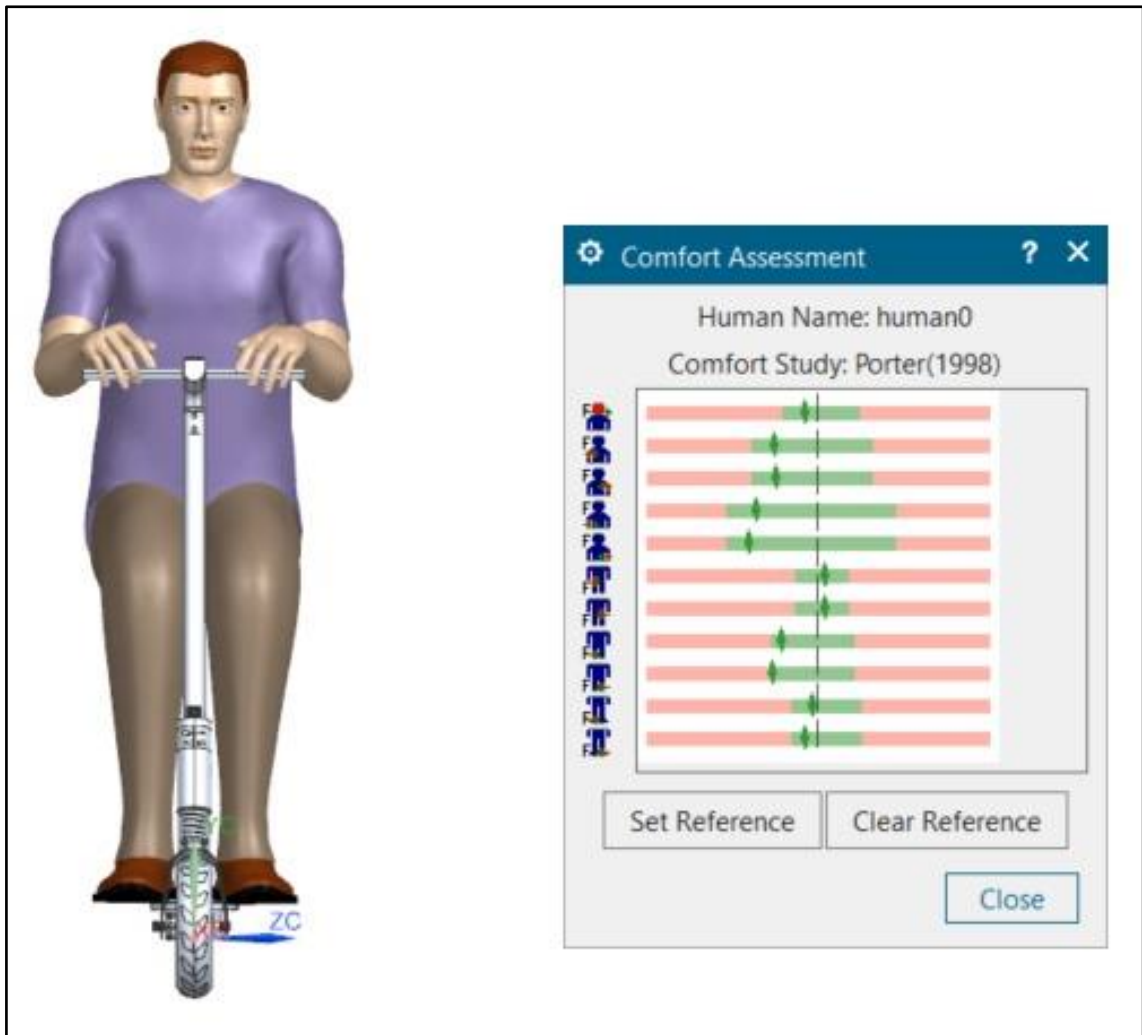 Comfort Assessment ? ×
Human Name: human0
Comfort Study: Porter(1998)
F
F
F
F
F
F
F
F
F
F
F
Set Reference
Clear Reference
Close
ZC